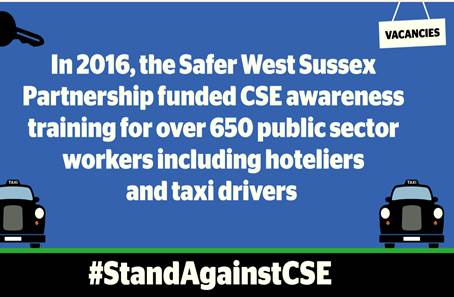 VACANCIES
In 2016, the Safer West Sussex
Partnership funded CSE awareness
training for over 650 public sector
workers including hoteliers
and taxi drivers
TAXI
TAXI
#StandAgainstCSE